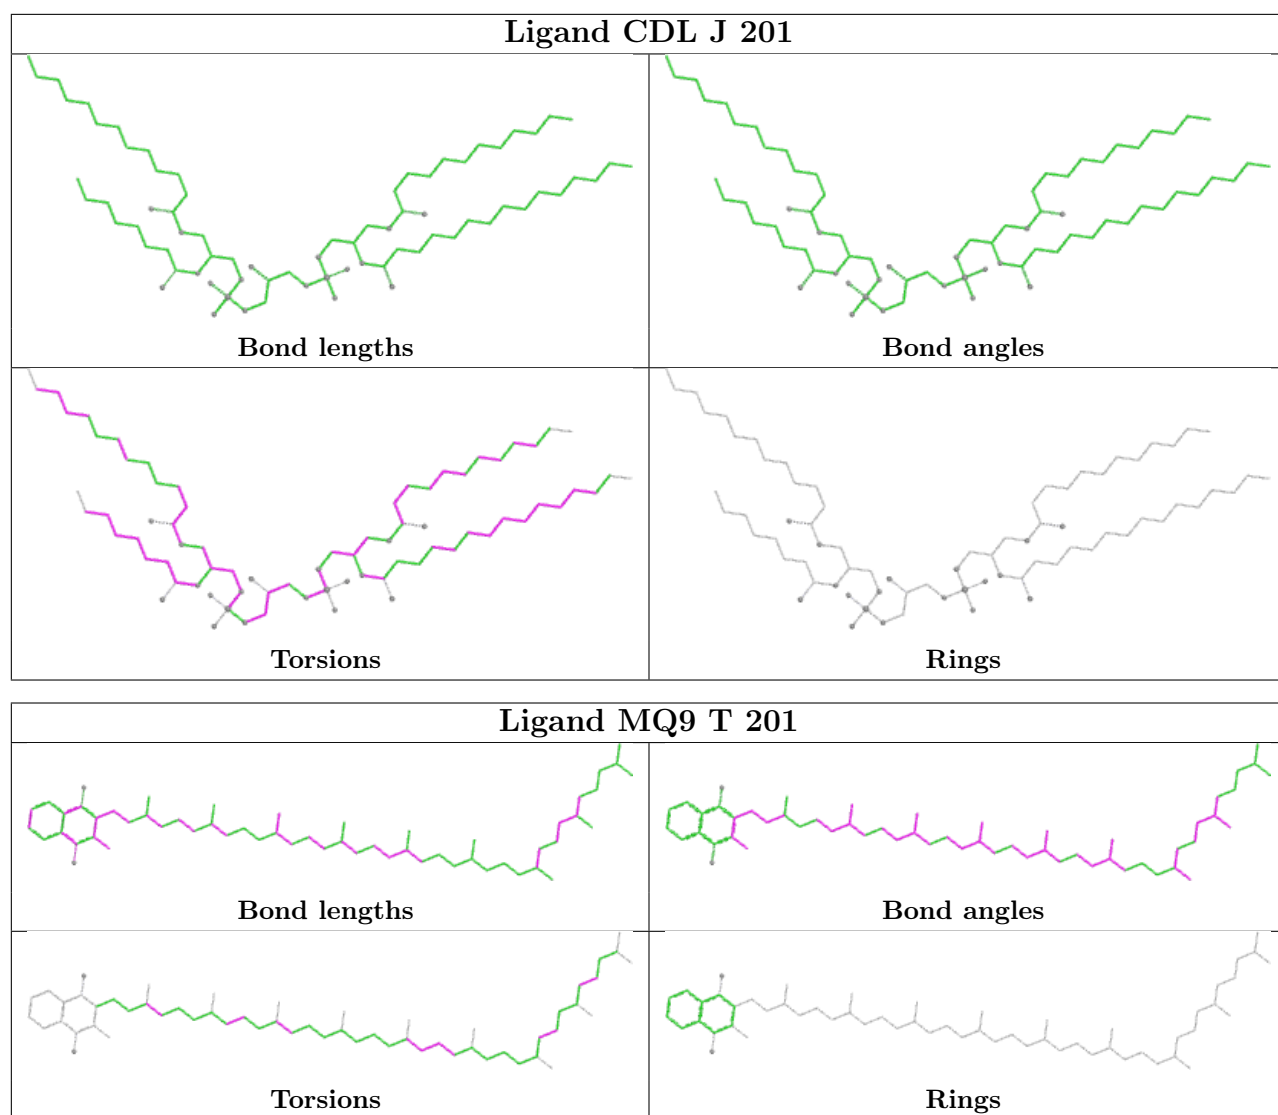 Ligand CDL J 201
Bond lengths Bond angles
Torsions Rings
Ligand MQ9 T 201
Bond lengths Bond angles
Torsions Rings